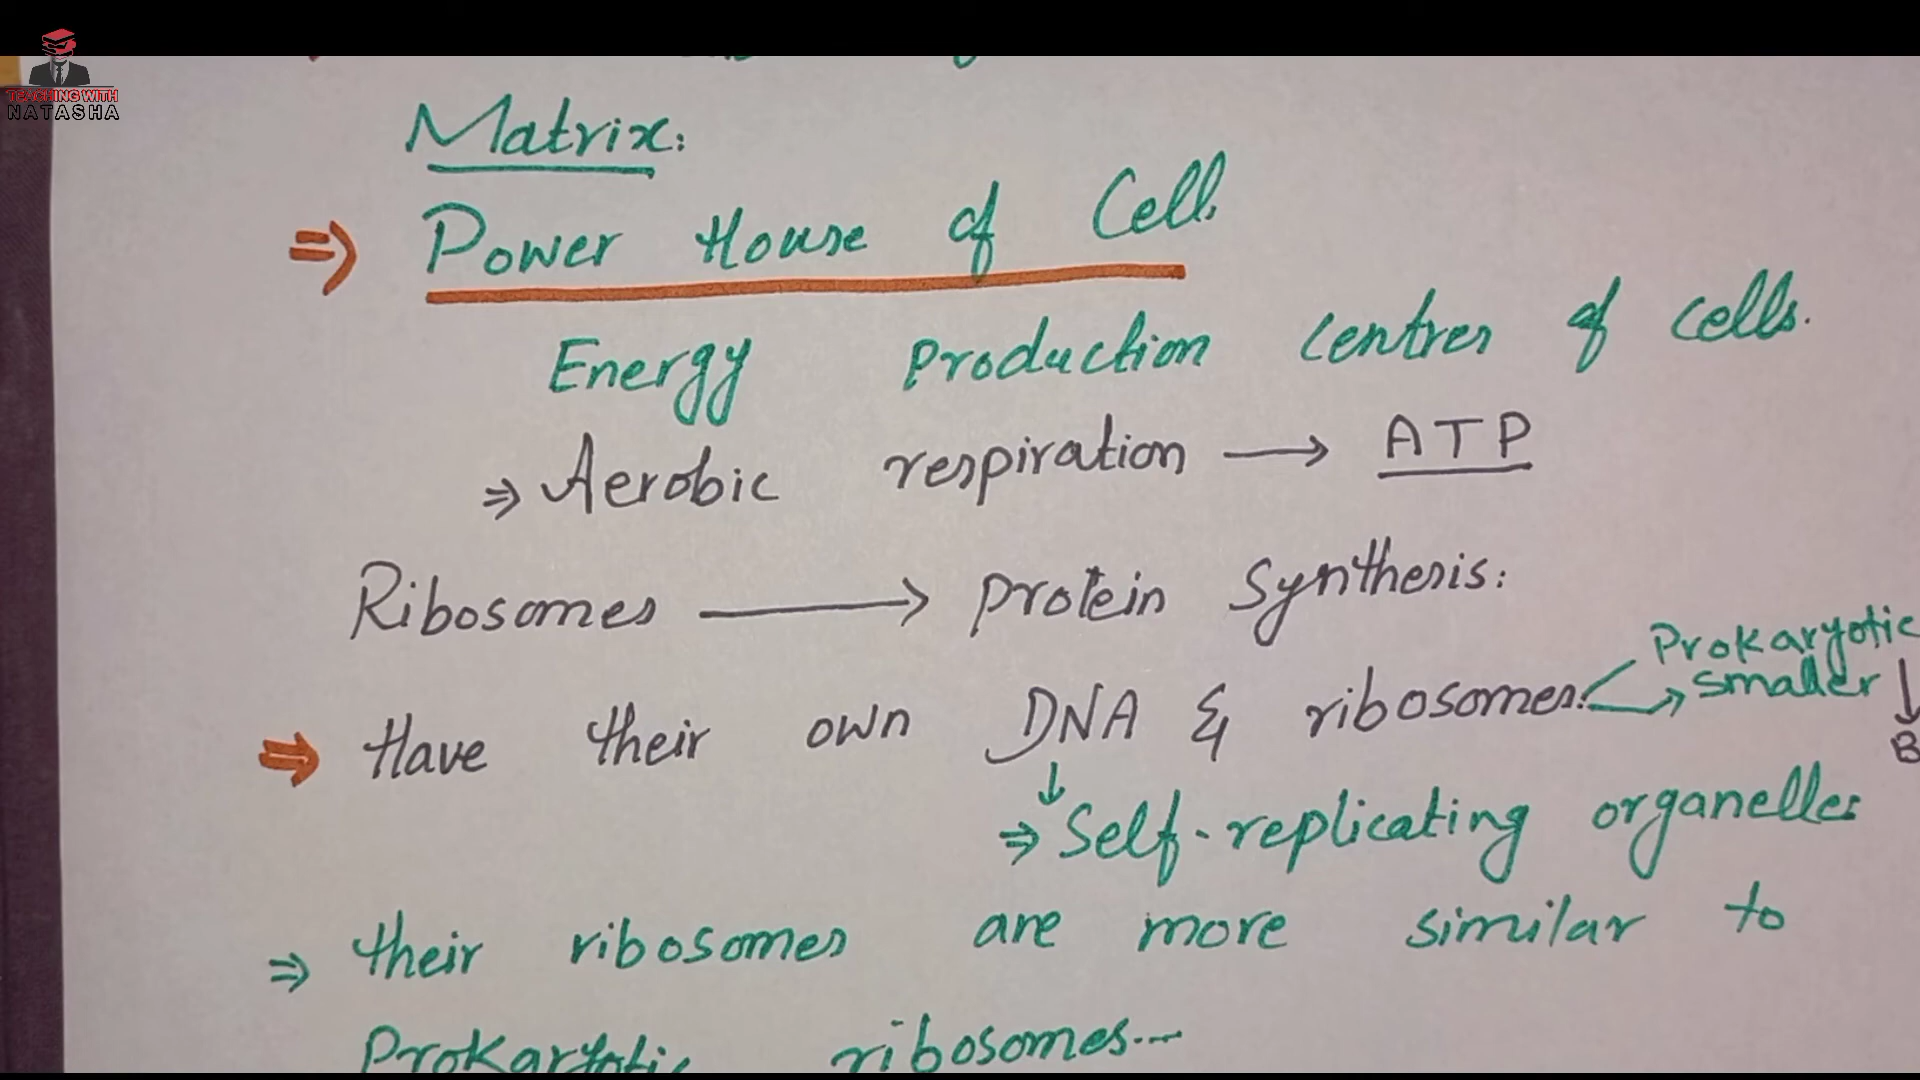 TEACHING WITH
NATASHA
Matrix:
⇒ Power House of Cell.
Energy Production centres of cells.
⇒ Aerobic respiration → ATP
Ribosomes → Protein Synthesis:
Prokaryotic
smaller
⇒ Have their own DNA & ribosomes.
B
⇒ Self-replicating organelles
⇒ their ribosomes are more similar to
Prokaryotic ribosomes...